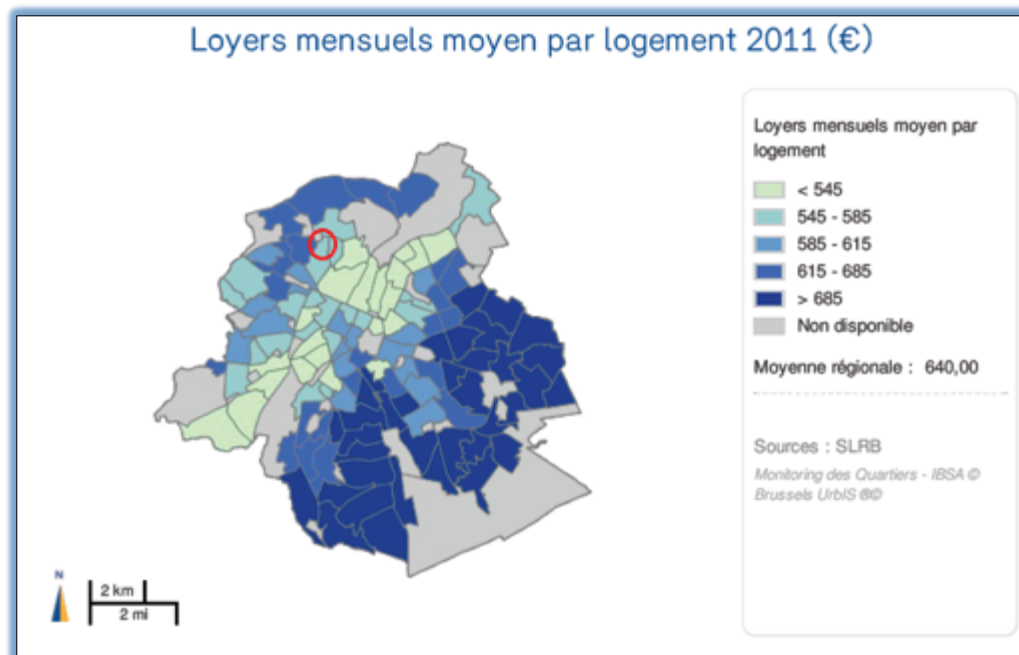 Loyers mensuels moyen par logement 2011 (€)
Loyers mensuels moyen par
logement
< 545
545 - 585
585 - 615
615 - 685
> 685
Non disponible
Moyenne régionale : 640,00
Sources : SLRB
Monitoring des Quartiers - IBSA ©
Brussels UrbIS ®©
N
2 km
2 mi